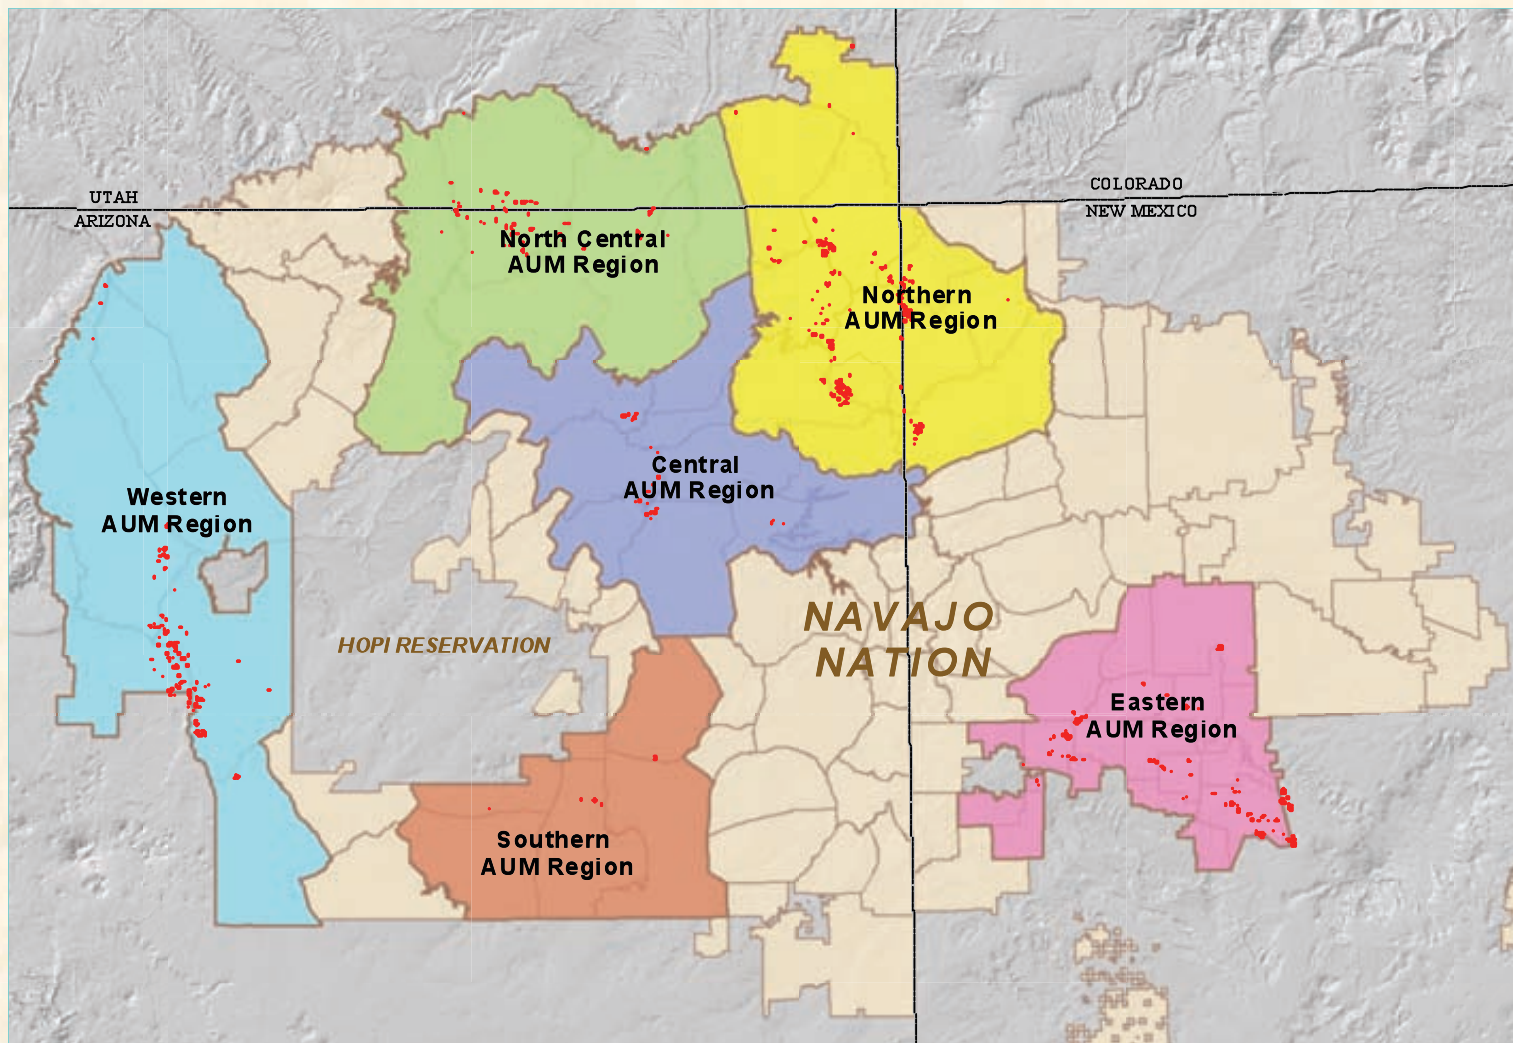 UTAH
ARIZONA
COLORADO
NEW MEXICO
North Central
AUM Region
Northern
AUM Region
Central
AUM Region
Western
AUM Region
HOPI RESERVATION
NAVAJO
NATION
Eastern
AUM Region
Southern
AUM Region